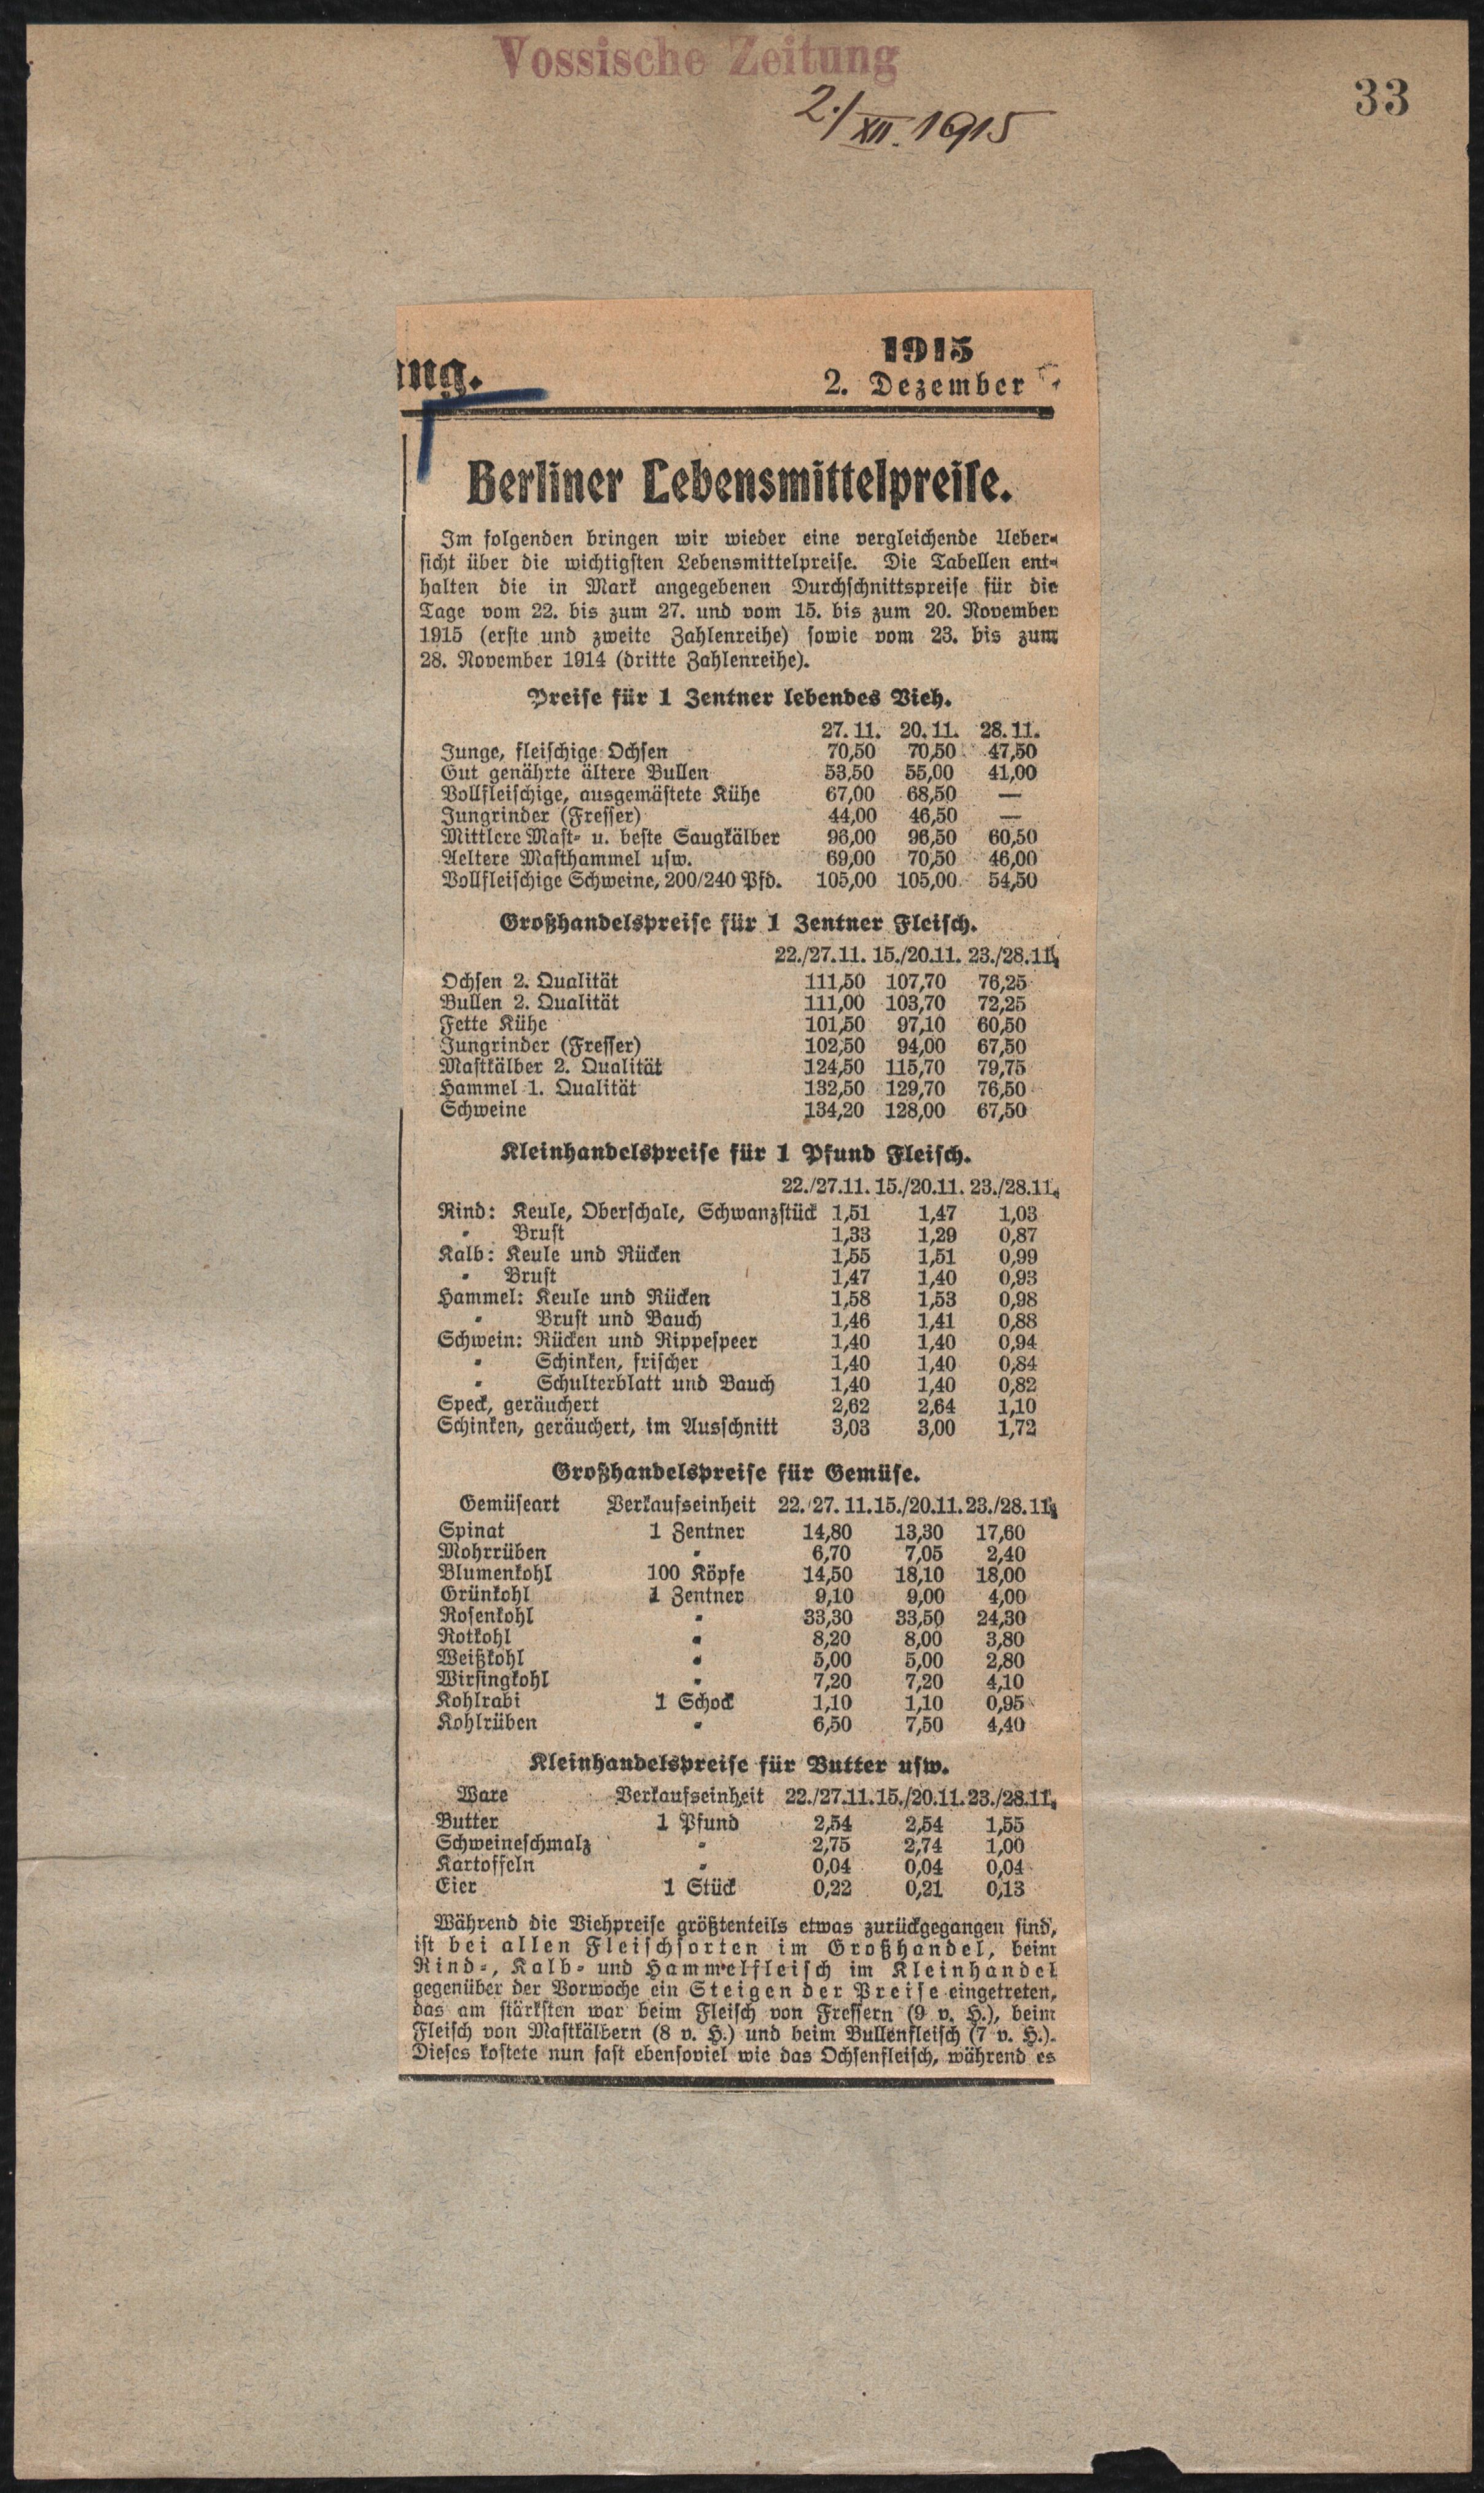 Vossische Zeitung
2./XII. 1915
33
1915
ung. 2. Dezember
Berliner Lebensmittelpreise.
Im folgenden bringen wir wieder eine vergleichende Ueber-
sicht über die wichtigsten Lebensmittelpreise. Die Tabellen ent-
halten die in Mark angegebenen Durchschnittspreise für die
Tage vom 22. bis zum 27. und vom 15. bis zum 20. November
1915 (erste und zweite Zahlenreihe) sowie vom 23. bis zum
28. November 1914 (dritte Zahlenreihe).
Preise für 1 Zentner lebendes Vieh.
27. 11. 20. 11. 28. 11.
Junge, fleischige Ochsen 70,50 70,50 47,50
Gut genährte ältere Bullen 53,50 55,00 41,00
Vollfleischige, ausgemästete Kühe 67,00 68,50 —
Jungrinder (Fresser) 44,00 46,50 —
Mittlere Mast- u. beste Saugkälber 96,00 96,50 60,50
Aeltere Masthammel usw. 69,00 70,50 46,00
Vollfleischige Schweine, 200/240 Pfd. 105,00 105,00 54,50
Großhandelspreise für 1 Zentner Fleisch.
22./27. 11. 15./20.11. 23./28.11.
Ochsen 2. Qualität 111,50 107,70 76,25
Bullen 2. Qualität 111,00 103,70 72,25
Fette Kühe 101,50 97,10 60,50
Jungrinder (Fresser) 102,50 94,00 67,50
Mastkälber 2. Qualität 124,50 115,70 79,75
Hammel 1. Qualität 132,50 129,70 76,50
Schweine 134,20 128,00 67,50
Kleinhandelspreise für 1 Pfund Fleisch.
22./27.11. 15./20.11. 23./28.11.
Rind: Keule, Oberschale, Schwanzstück 1,51 1,47 1,03
" Brust 1,33 1,29 0,87
Kalb: Keule und Rücken 1,55 1,51 0,99
" Brust 1,47 1,40 0,93
Hammel: Keule und Rücken 1,58 1,53 0,98
" Brust und Bauch 1,46 1,41 0,88
Schwein: Rücken und Rippespeer 1,40 1,40 0,94
" Schinken, frischer 1,40 1,40 0,84
" Schulterblatt und Bauch 1,40 1,40 0,82
Speck, geräuchert 2,62 2,64 1,10
Schinken, geräuchert, im Ausschnitt 3,03 3,00 1,72
Großhandelspreise für Gemüse.
Gemüseart Verkaufseinheit 22./27. 11. 15./20.11. 23./28.11.
Spinat 1 Zentner 14,80 13,30 17,60
Mohrrüben " 6,70 7,05 2,40
Blumenkohl 100 Köpfe 14,50 18,10 18,00
Grünkohl 1 Zentner 9,10 9,00 4,00
Rosenkohl " 33,30 33,50 24,30
Rotkohl " 8,20 8,00 3,80
Weißkohl " 5,00 5,00 2,80
Wirsingkohl " 7,20 7,20 4,10
Kohlrabi 1 Schock 1,10 1,10 0,95
Kohlrüben " 6,50 7,50 4,40
Kleinhandelspreise für Butter usw.
Ware Verkaufseinheit 22./27.11. 15./20.11. 23./28.11.
Butter 1 Pfund 2,54 2,54 1,55
Schweineschmalz " 2,75 2,74 1,00
Kartoffeln " 0,04 0,04 0,04
Eier 1 Stück 0,22 0,21 0,13
Während die Viehpreise größtenteils etwas zurückgegangen sind,
ist bei allen Fleischsorten im Großhandel, beim
Rind-, Kalb- und Hammelfleisch im Kleinhandel
gegenüber der Vorwoche ein Steigen der Preise eingetreten,
das am stärksten war beim Fleisch von Fressern (9 v. H.), beim
Fleisch von Mastkälbern (8 v. H.) und beim Bullenfleisch (7 v. H.).
Dieses kostete nun fast ebensoviel wie das Ochsenfleisch, während es